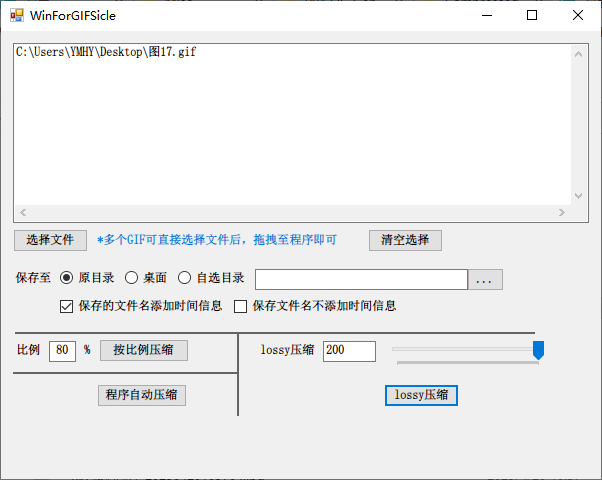 WinForGIFSicle
C:\Users\YMHY\Desktop\图17.gif
选择文件 *多个GIF可直接选择文件后，拖拽至程序即可 清空选择
保存至 原目录 桌面 自选目录 ...
保存的文件名添加时间信息 保存文件名不添加时间信息
比例 80 % 按比例压缩 lossy压缩 200
程序自动压缩 lossy压缩